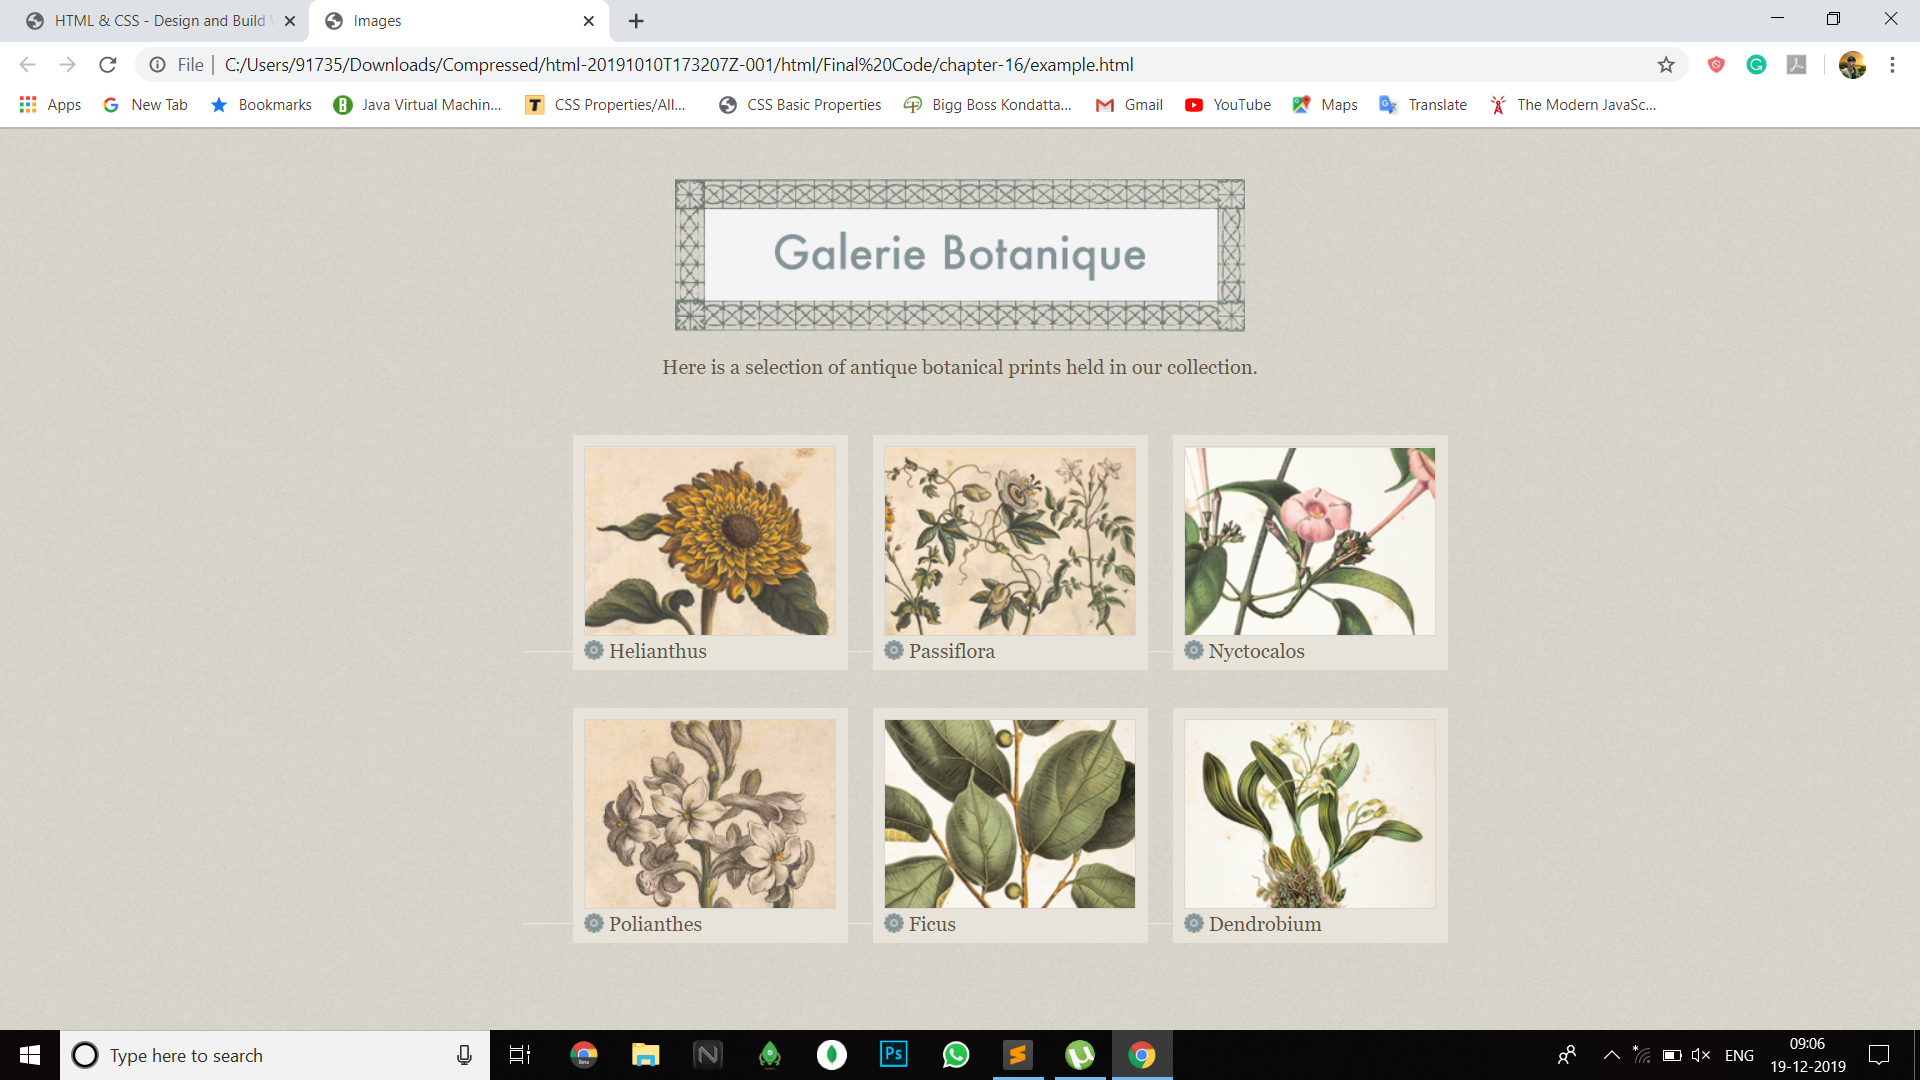 HTML & CSS - Design and Build
Images
File | C:/Users/91735/Downloads/Compressed/html-20191010T173207Z-001/html/Final%20Code/chapter-16/example.html
Apps New Tab Bookmarks Java Virtual Machin... CSS Properties/All... CSS Basic Properties Bigg Boss Kondatta... Gmail YouTube Maps Translate The Modern JavaSc...
Galerie Botanique
Here is a selection of antique botanical prints held in our collection.
Helianthus Passiflora Nyctocalos
Polianthes Ficus Dendrobium
Type here to search
Beta
N
Ps
ENG
09:06
19-12-2019